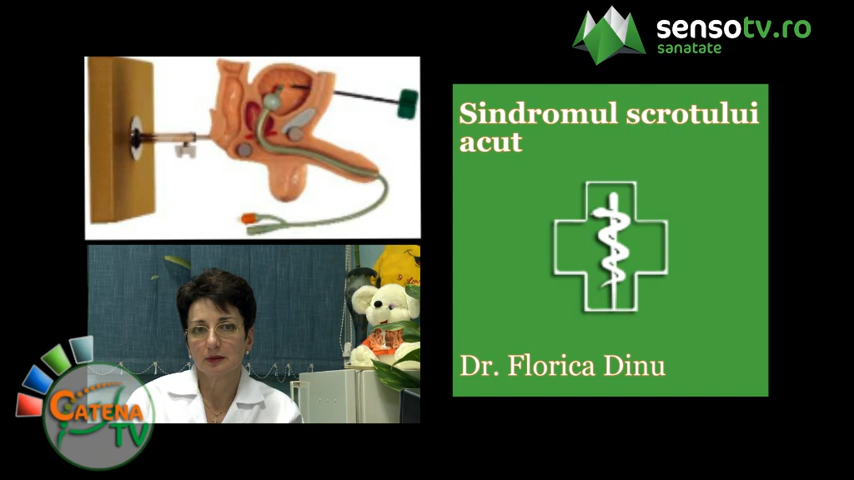 sensotv.ro
sanatate
Sindromul scrotului
acut
Dr. Florica Dinu
CATENA
TV